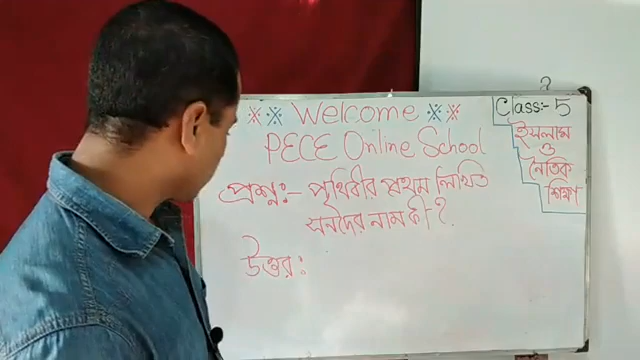 Welcome
PECE Online School
Class:- 5
ইসলাম
ও
নৈতিক
শিক্ষা
প্রশ্ন:- পৃথিবীর প্রথম লিখিত
সনদের নাম কী-?
উত্তর: